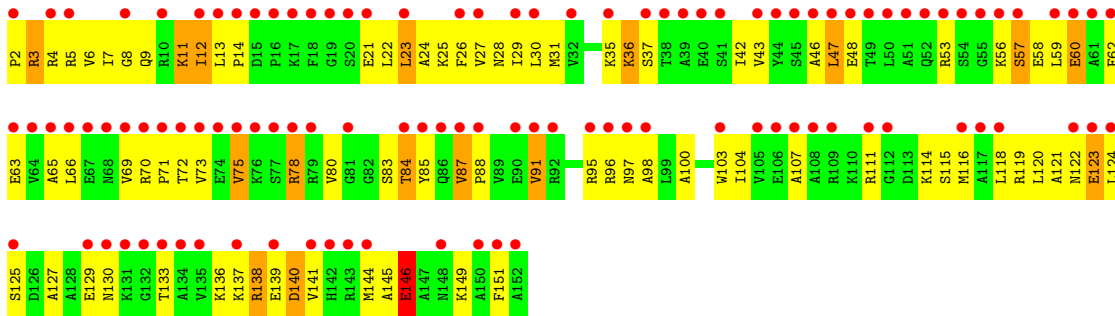 P2 R3 R4 R5 V6 I7 G8 Q9 R10 K11 I12 L13 P14 D15 P16 K17 F18 G19 S20 E21 L22 L23 A24 K25 F26 V27 N28 I29 L30 M31 V32 K35 K36 S37 T38 A39 E40 S41 I42 V43 Y44 S45 A46 L47 E48 T49 L50 A51 Q52 R53 S54 G55 K56 S57 E58 L59 E60 A61 F62
E63 V64 A65 L66 E67 N68 V69 R70 P71 T72 V73 E74 V75 K76 S77 R78 R79 V80 G81 G82 S83 T84 Y85 Q86 V87 P88 V89 E90 V91 R92 R95 R96 N97 A98 L99 A100 W103 I104 V105 E106 A107 A108 R109 K110 R111 G112 D113 K114 S115 M116 A117 L118 R119 L120 A121 N122 E123 L124
S125 D126 A127 A128 E129 N130 K131 G132 T133 A134 V135 K136 K137 R138 E139 D140 V141 H142 R143 M144 A145 E146 A147 N148 K149 A150 F151 A152